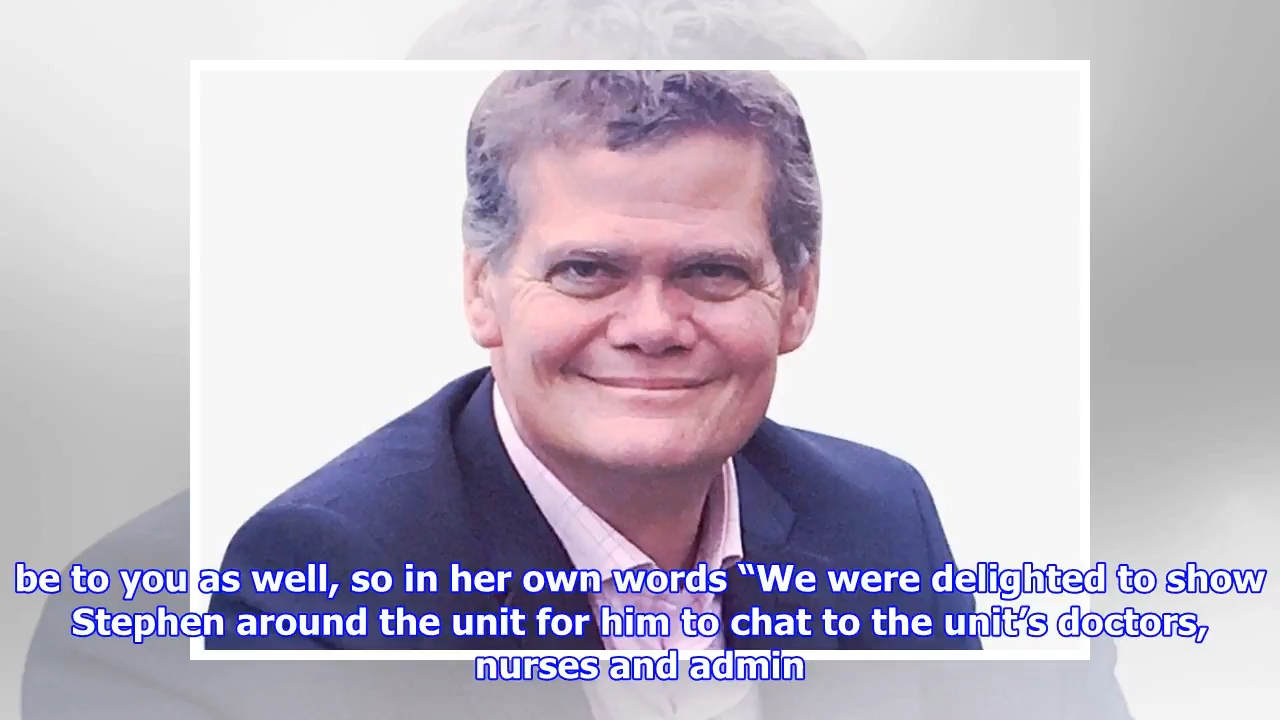 be to you as well, so in her own words “We were delighted to show
Stephen around the unit for him to chat to the unit’s doctors,
nurses and admin